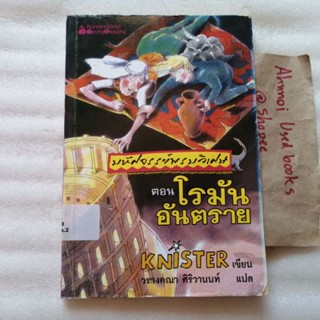 มหัศจรรย์พรมวิเศษ
ตอน โรมัน
อันตราย
KNISTER เขียน
วรางคณา ศิริวานนท์ แปล
Ahmmoi Used books
@ Shopee